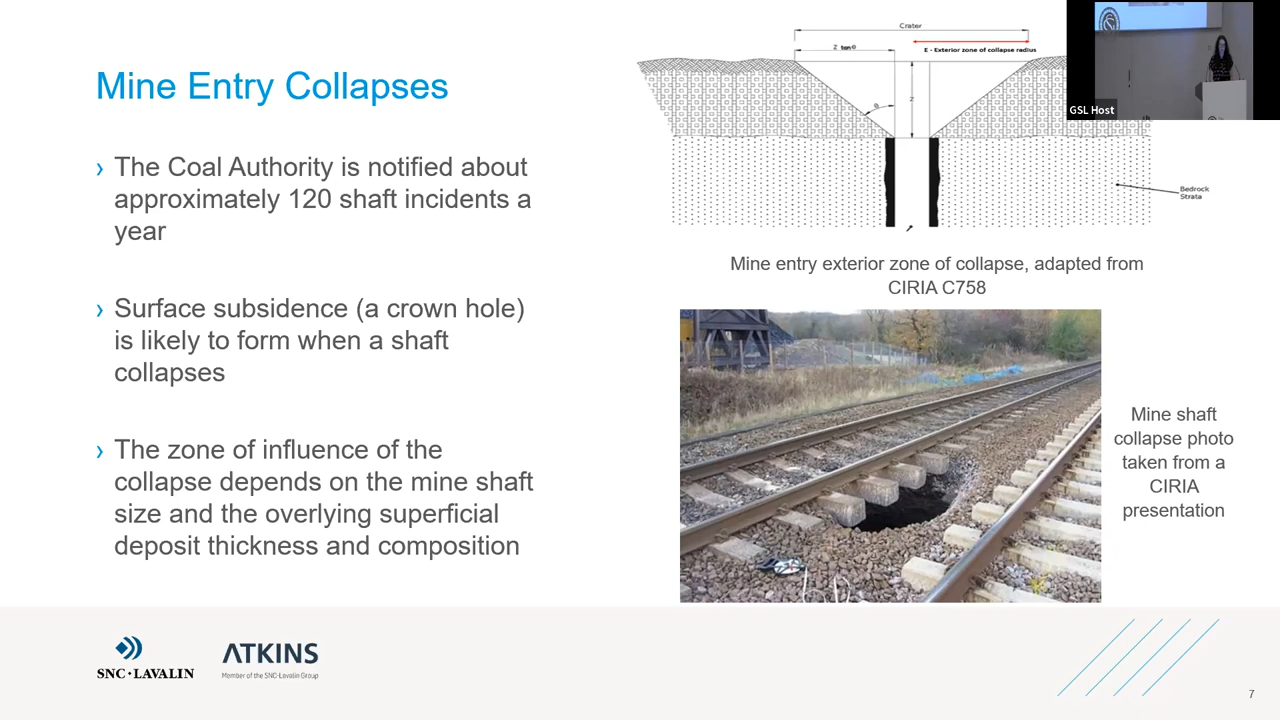 Mine Entry Collapses
› The Coal Authority is notified about
approximately 120 shaft incidents a
year
› Surface subsidence (a crown hole)
is likely to form when a shaft
collapses
› The zone of influence of the
collapse depends on the mine shaft
size and the overlying superficial
deposit thickness and composition
Crater
Z tan θ
E - Exterior zone of collapse radius
θ
Z
Bedrock
Strata
GSL Host
Mine entry exterior zone of collapse, adapted from
CIRIA C758
Mine shaft
collapse photo
taken from a
CIRIA
presentation
SNC·LAVALIN
ATKINS
Member of the SNC-Lavalin Group
7